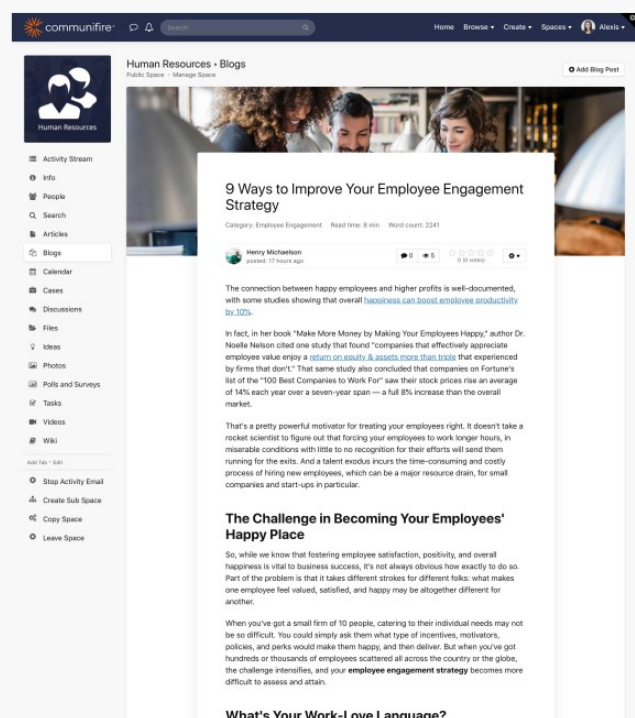 communifire
Search
Home Browse Create Spaces Alexis
Human Resources
Human Resources › Blogs
Public Space · Manage Space
Add Blog Post
Activity Stream
Info
People
Search
Articles
Blogs
Calendar
Cases
Discussions
Files
Ideas
Photos
Polls and Surveys
Tasks
Videos
Wiki
Add Tab • Edit
Stop Activity Email
Create Sub Space
Copy Space
Leave Space
9 Ways to Improve Your Employee Engagement
Strategy
Category: Employee Engagement Read time: 8 min Word count: 2241
Henry Michaelson
posted: 17 hours ago
0 5
0 (0 votes)
The connection between happy employees and higher profits is well-documented,
with some studies showing that overall happiness can boost employee productivity
by 10%.
In fact, in her book "Make More Money by Making Your Employees Happy," author Dr.
Noelle Nelson cited one study that found "companies that effectively appreciate
employee value enjoy a return on equity & assets more than triple that experienced
by firms that don't." That same study also concluded that companies on Fortune's
list of the "100 Best Companies to Work For" saw their stock prices rise an average
of 14% each year over a seven-year span — a full 8% increase than the overall
market.
That's a pretty powerful motivator for treating your employees right. It doesn't take a
rocket scientist to figure out that forcing your employees to work longer hours, in
miserable conditions with little to no recognition for their efforts will send them
running for the exits. And a talent exodus incurs the time-consuming and costly
process of hiring new employees, which can be a major resource drain, for small
companies and start-ups in particular.
The Challenge in Becoming Your Employees'
Happy Place
So, while we know that fostering employee satisfaction, positivity, and overall
happiness is vital to business success, it's not always obvious how exactly to do so.
Part of the problem is that it takes different strokes for different folks: what makes
one employee feel valued, satisfied, and happy may be altogether different for
another.
When you've got a small firm of 10 people, catering to their individual needs may not
be so difficult. You could simply ask them what type of incentives, motivators,
policies, and perks would make them happy, and then deliver. But when you've got
hundreds or thousands of employees scattered all across the country or the globe,
the challenge intensifies, and your employee engagement strategy becomes more
difficult to assess and attain.
What's Your Work-Love Language?